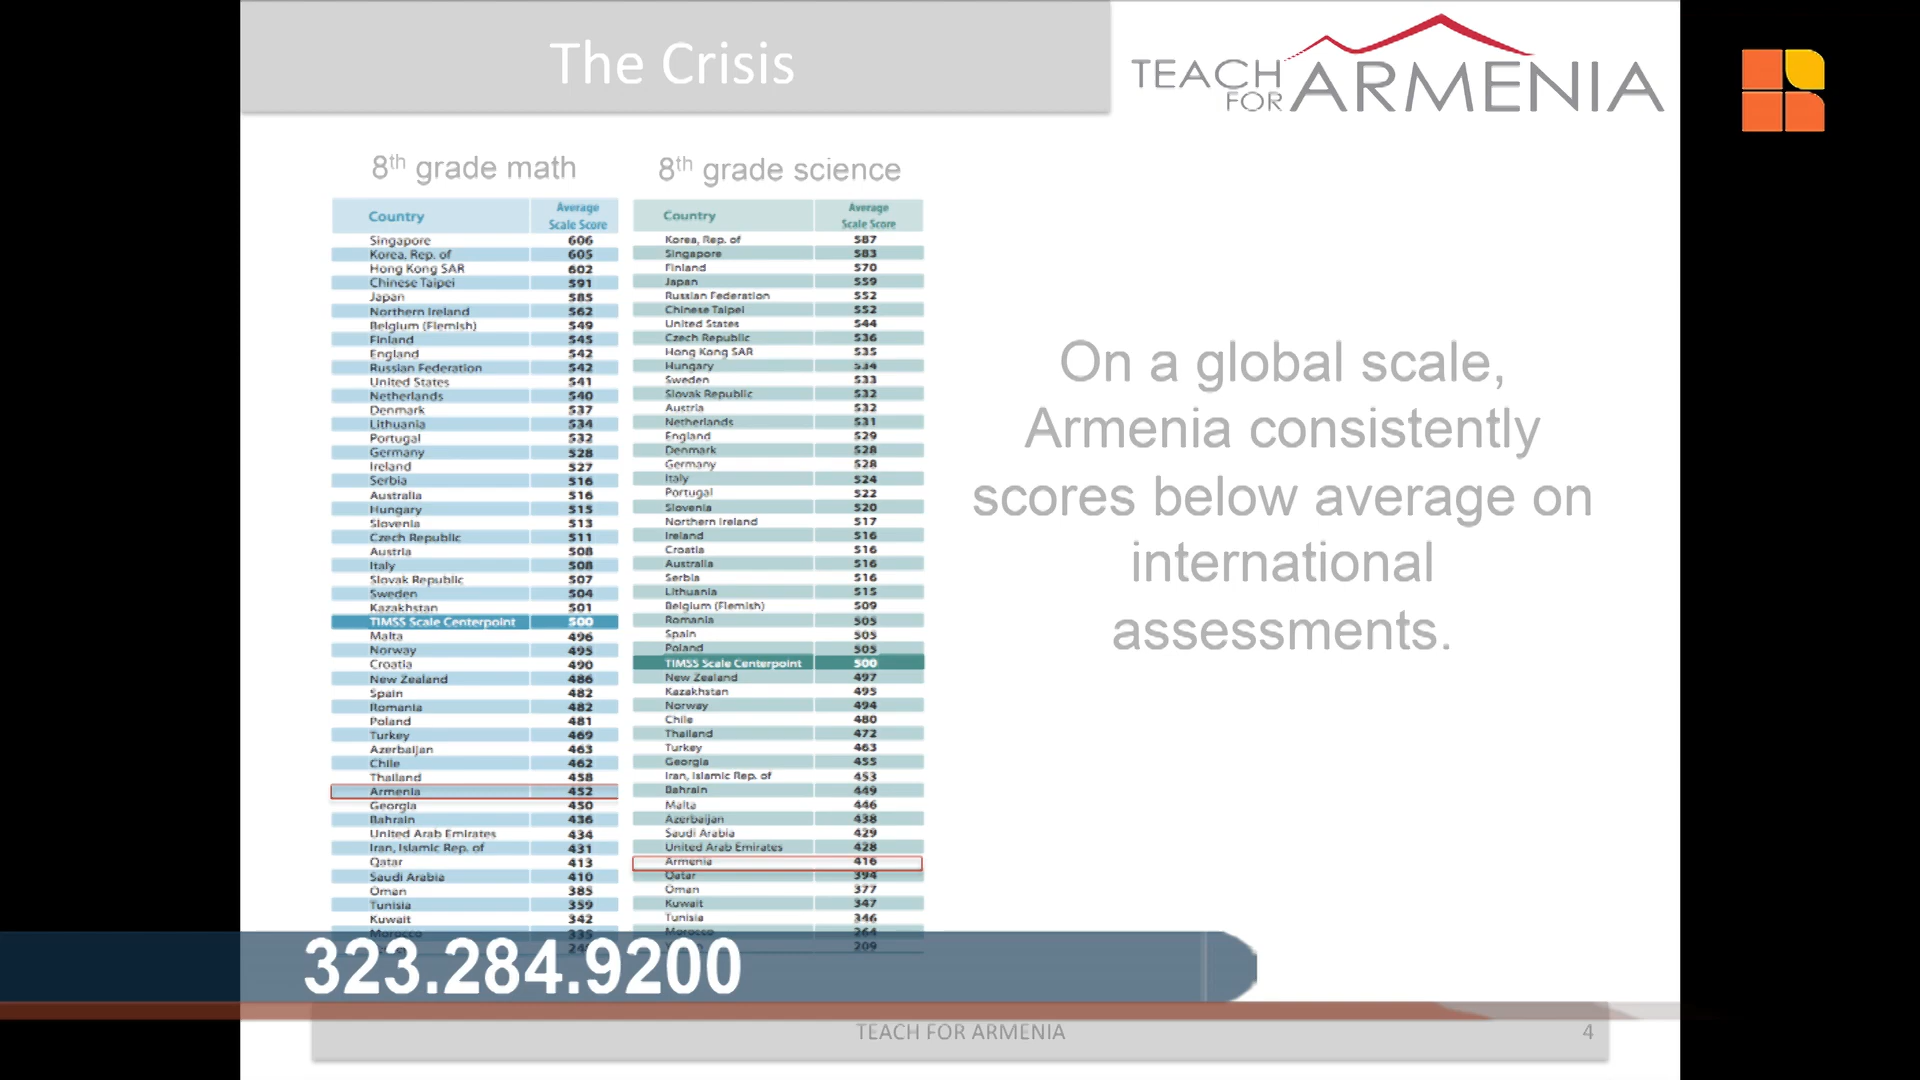 The Crisis
TEACH
FOR
ARMENIA
8th grade math
8th grade science
Country Average Scale Score
Singapore 606
Korea, Rep. of 605
Hong Kong SAR 602
Chinese Taipei 591
Japan 585
Northern Ireland 562
Belgium (Flemish) 549
Finland 545
England 542
Russian Federation 542
United States 541
Netherlands 540
Denmark 537
Lithuania 534
Portugal 532
Germany 528
Ireland 527
Serbia 516
Australia 516
Hungary 515
Slovenia 513
Czech Republic 511
Austria 508
Italy 508
Slovak Republic 507
Sweden 504
Kazakhstan 501
TIMSS Scale Centerpoint 500
Malta 496
Norway 495
Croatia 490
New Zealand 486
Spain 482
Romania 482
Poland 481
Turkey 469
Azerbaijan 463
Chile 462
Thailand 458
Armenia 452
Georgia 450
Bahrain 436
United Arab Emirates 434
Iran, Islamic Rep. of 431
Qatar 413
Saudi Arabia 410
Oman 385
Tunisia 359
Kuwait 342
Morocco 335
Country Average Scale Score
Korea, Rep. of 587
Singapore 583
Finland 570
Japan 559
Russian Federation 552
Chinese Taipei 552
United States 544
Czech Republic 536
Hong Kong SAR 535
Hungary 534
Sweden 533
Slovak Republic 532
Austria 532
Netherlands 531
England 529
Denmark 528
Germany 528
Italy 524
Portugal 522
Slovenia 520
Northern Ireland 517
Ireland 516
Croatia 516
Australia 516
Serbia 516
Lithuania 515
Belgium (Flemish) 509
Romania 505
Spain 505
Poland 505
TIMSS Scale Centerpoint 500
New Zealand 497
Kazakhstan 495
Norway 494
Chile 480
Thailand 472
Turkey 463
Georgia 455
Iran, Islamic Rep. of 453
Bahrain 449
Malta 446
Azerbaijan 438
Saudi Arabia 429
United Arab Emirates 428
Armenia 416
Qatar 394
Oman 377
Kuwait 347
Tunisia 346
Morocco 264
209
On a global scale,
Armenia consistently
scores below average on
international
assessments.
323.284.9200
TEACH FOR ARMENIA
4